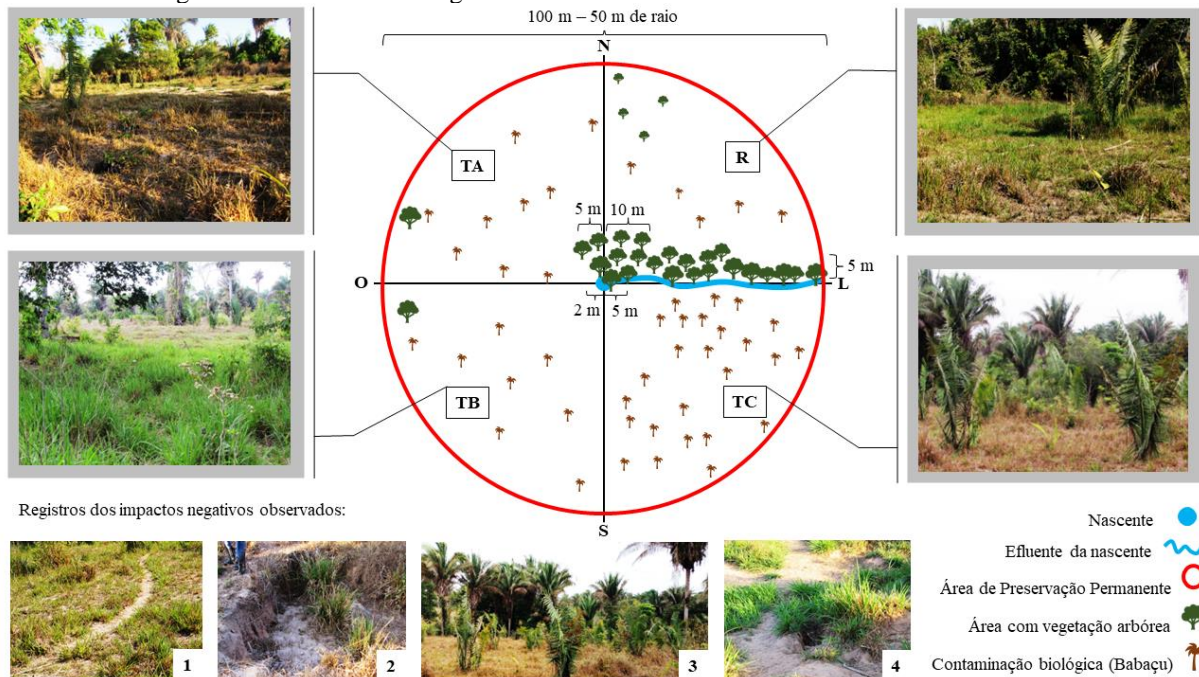 100 m – 50 m de raio
N
TA
R
5 m
10 m
5 m
O
L
2 m
5 m
TB
TC
S
Registros dos impactos negativos observados:
1
2
3
4
Nascente
Efluente da nascente
Área de Preservação Permanente
Área com vegetação arbórea
Contaminação biológica (Babaçu)